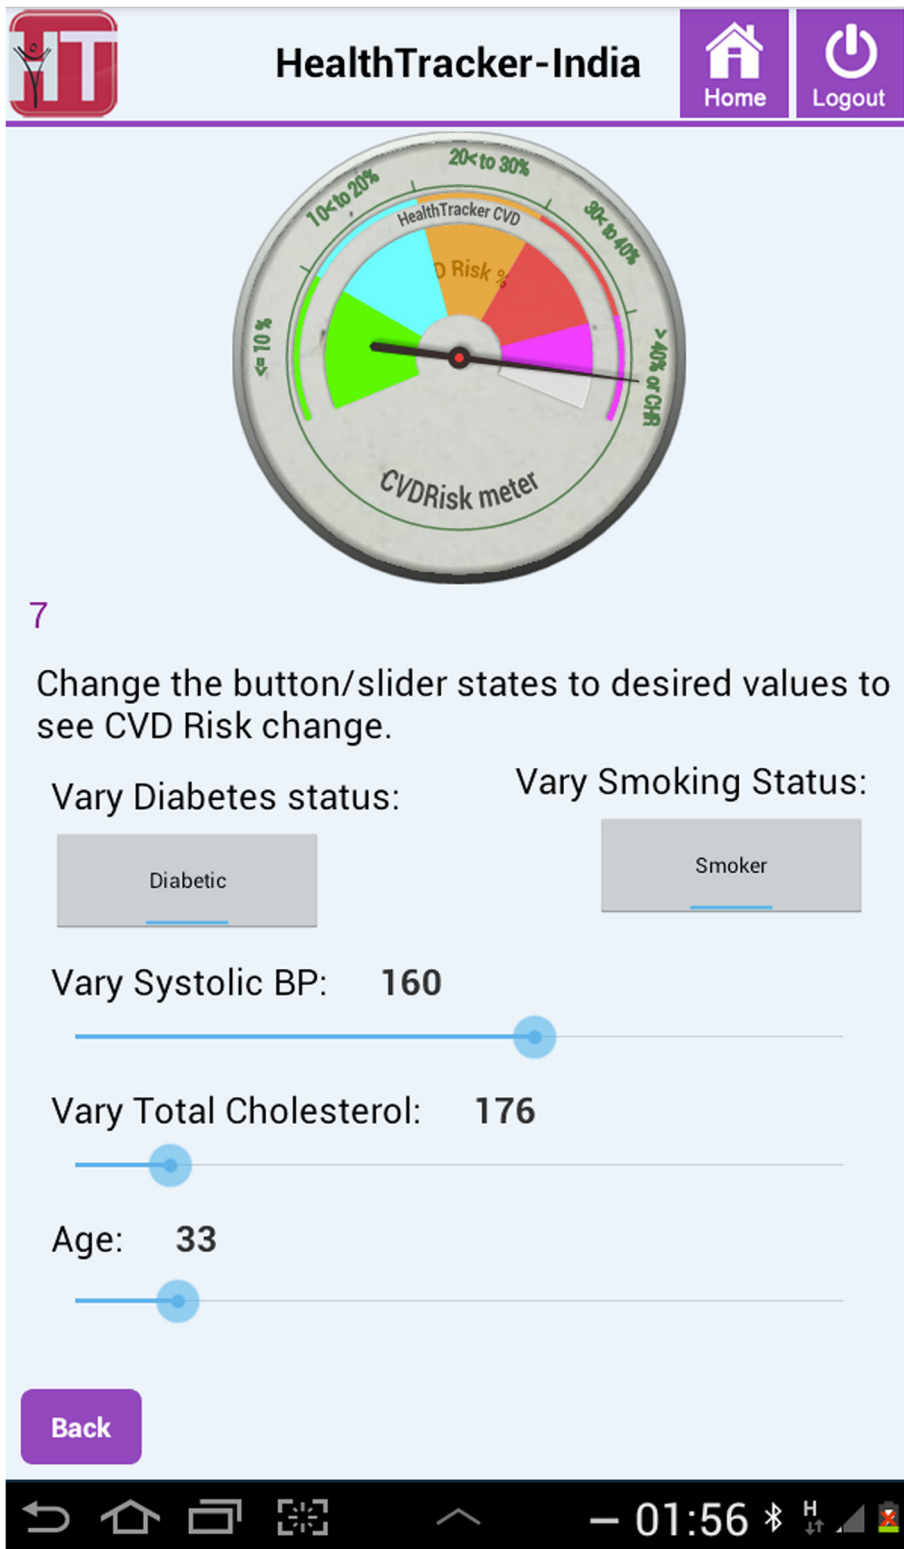 HT
HealthTracker-India
Home
Logout
<= 10 %
10< to 20%
20< to 30%
30< to 40%
> 40% or CHR
HealthTracker CVD
D Risk %
CVDRisk meter
7
Change the button/slider states to desired values to
see CVD Risk change.
Vary Diabetes status:
Vary Smoking Status:
Diabetic
Smoker
Vary Systolic BP: 160
Vary Total Cholesterol: 176
Age: 33
Back
01:56
H